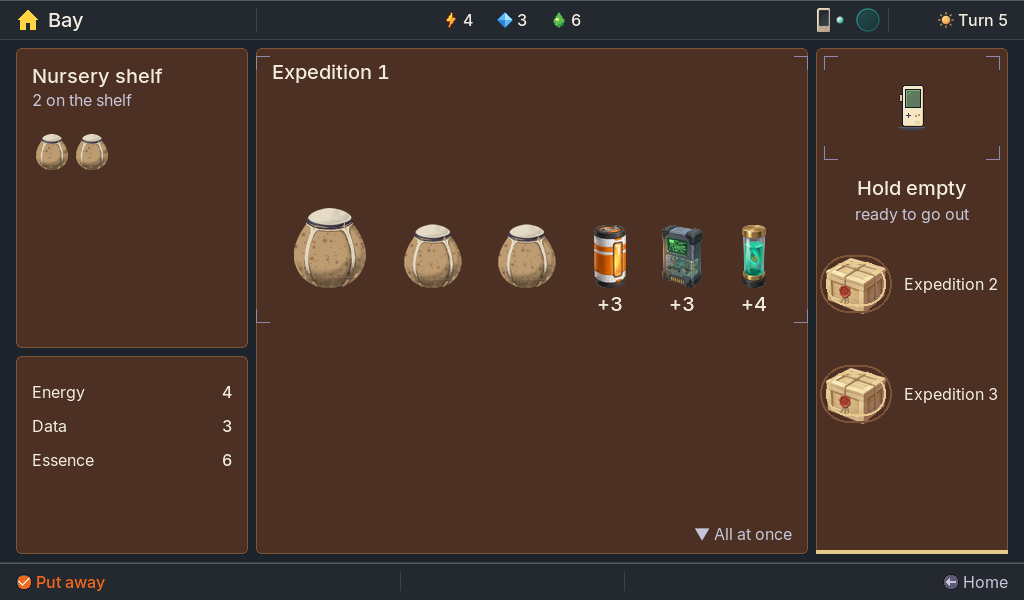 Bay
4
3
6
Turn 5
Nursery shelf
2 on the shelf
Energy 4
Data 3
Essence 6
Expedition 1
+3
+3
+4
All at once
Hold empty
ready to go out
Expedition 2
Expedition 3
Put away
Home